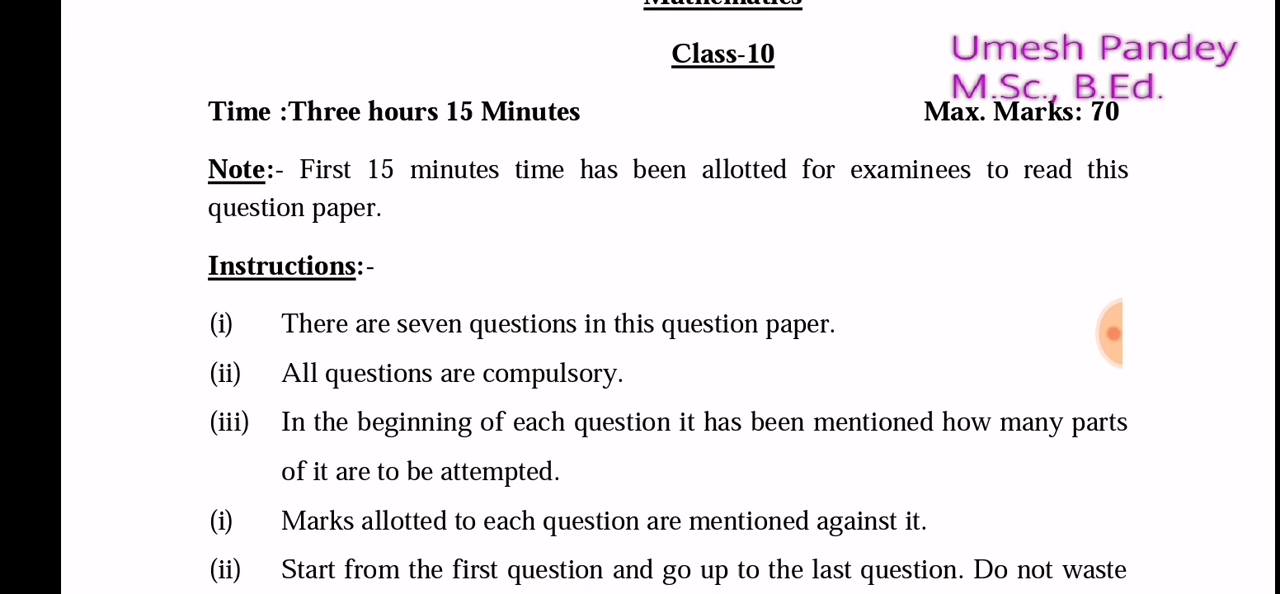 Mathematics
Class-10
Umesh Pandey
M.Sc., B.Ed.
Time :Three hours 15 Minutes Max. Marks: 70
Note:- First 15 minutes time has been allotted for examinees to read this
question paper.
Instructions:-
(i) There are seven questions in this question paper.
(ii) All questions are compulsory.
(iii) In the beginning of each question it has been mentioned how many parts
of it are to be attempted.
(i) Marks allotted to each question are mentioned against it.
(ii) Start from the first question and go up to the last question. Do not waste